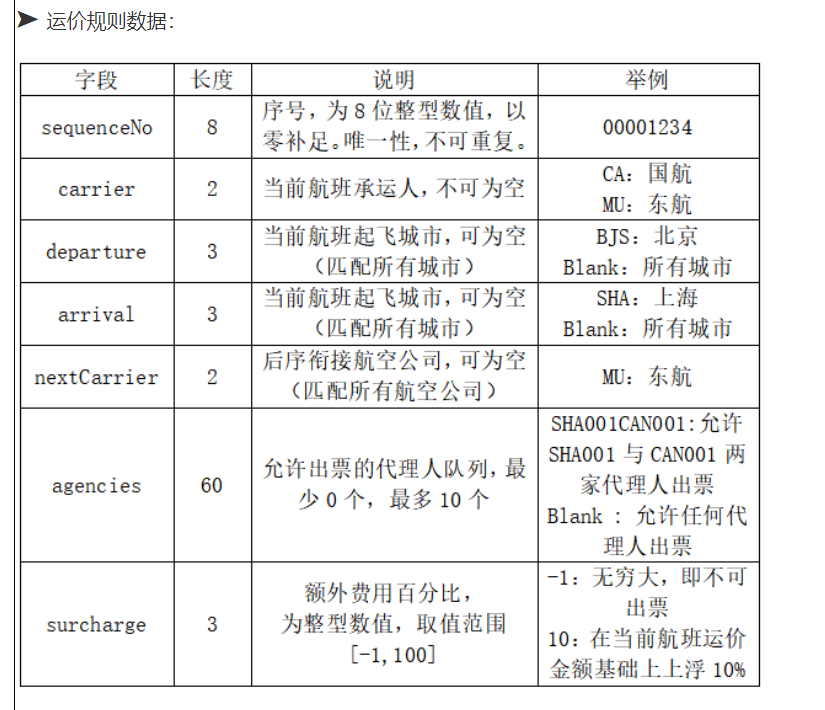 ➤ 运价规则数据:
字段 长度 说明 举例
sequenceNo 8 序号，为 8 位整型数值，以
零补足。唯一性，不可重复。 00001234
carrier 2 当前航班承运人，不可为空 CA：国航
MU：东航
departure 3 当前航班起飞城市，可为空
（匹配所有城市） BJS：北京
Blank：所有城市
arrival 3 当前航班起飞城市，可为空
（匹配所有城市） SHA：上海
Blank：所有城市
nextCarrier 2 后序衔接航空公司，可为空
（匹配所有航空公司） MU：东航
agencies 60 允许出票的代理人队列，最
少 0 个，最多 10 个 SHA001CAN001:允许
SHA001 与 CAN001 两
家代理人出票
Blank : 允许任何代
理人出票
surcharge 3 额外费用百分比，
为整型数值，取值范围
[-1,100] -1：无穷大，即不可
出票
10：在当前航班运价
金额基础上上浮 10%